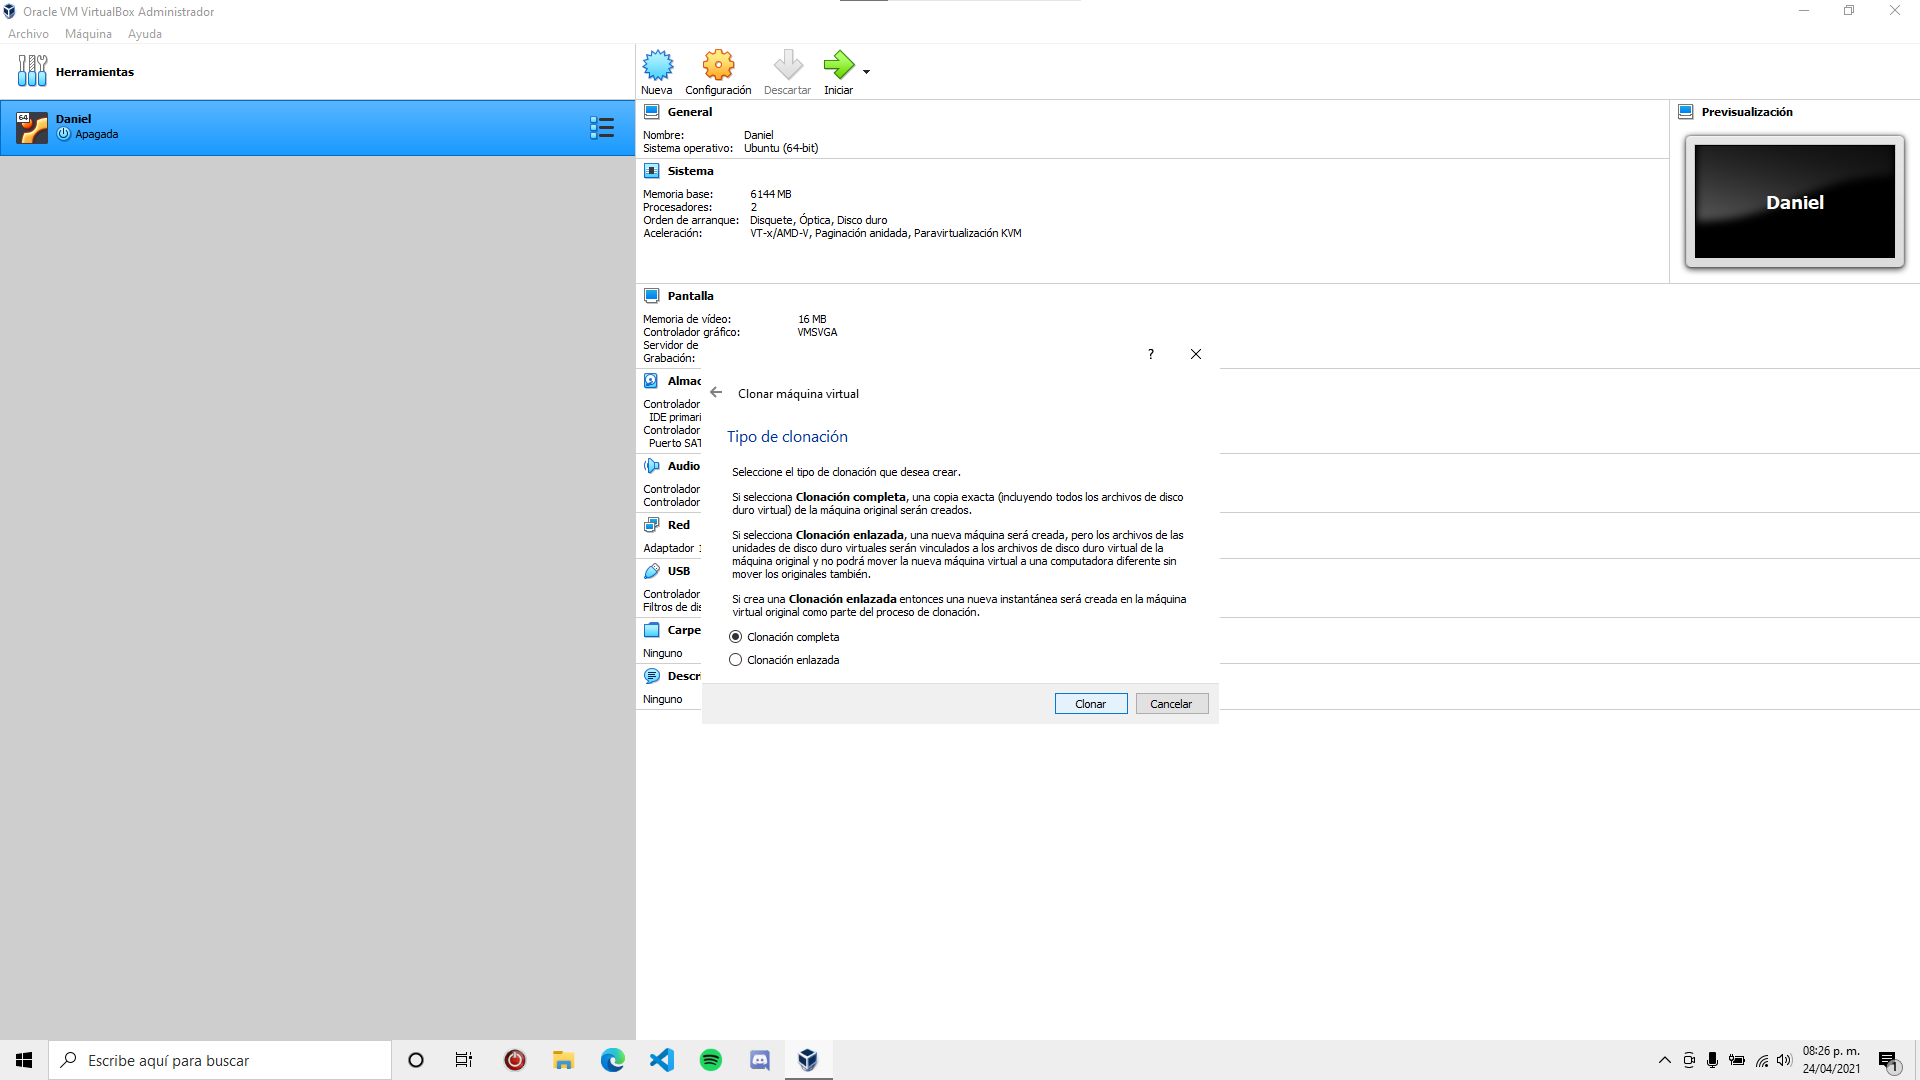 Oracle VM VirtualBox Administrador
Archivo Máquina Ayuda
Herramientas
64
Daniel
Apagada
Nueva Configuración Descartar Iniciar
General
Nombre: Daniel
Sistema operativo: Ubuntu (64-bit)
Sistema
Memoria base: 6144 MB
Procesadores: 2
Orden de arranque: Disquete, Óptica, Disco duro
Aceleración: VT-x/AMD-V, Paginación anidada, Paravirtualización KVM
Previsualización
Daniel
Pantalla
Memoria de vídeo: 16 MB
Controlador gráfico: VMSVGA
Servidor de
Grabación:
Almac
Controlador
IDE primari
Controlador
Puerto SAT
Audio
Controlador
Controlador
Red
Adaptador 1
USB
Controlador
Filtros de dis
Carpe
Ninguno
Descri
Ninguno
?
Clonar máquina virtual
Tipo de clonación
Seleccione el tipo de clonación que desea crear.
Si selecciona Clonación completa, una copia exacta (incluyendo todos los archivos de disco
duro virtual) de la máquina original serán creados.
Si selecciona Clonación enlazada, una nueva máquina será creada, pero los archivos de las
unidades de disco duro virtuales serán vinculados a los archivos de disco duro virtual de la
máquina original y no podrá mover la nueva máquina virtual a una computadora diferente sin
mover los originales también.
Si crea una Clonación enlazada entonces una nueva instantánea será creada en la máquina
virtual original como parte del proceso de clonación.
Clonación completa
Clonación enlazada
Clonar Cancelar
Escribe aquí para buscar
08:26 p. m.
24/04/2021
1